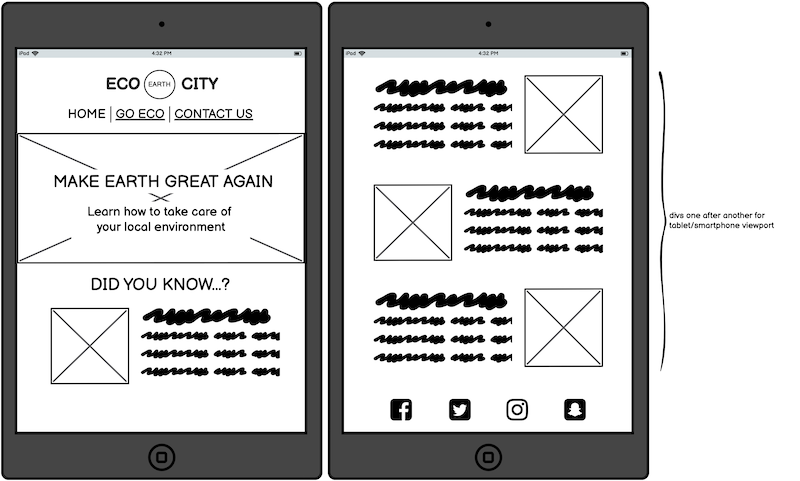 iPod 4:32 PM
ECO EARTH CITY
HOME GO ECO CONTACT US
MAKE EARTH GREAT AGAIN
Learn how to take care of
your local environment
DID YOU KNOW...?
iPod 4:32 PM
divs one after another for
tablet/smartphone viewport